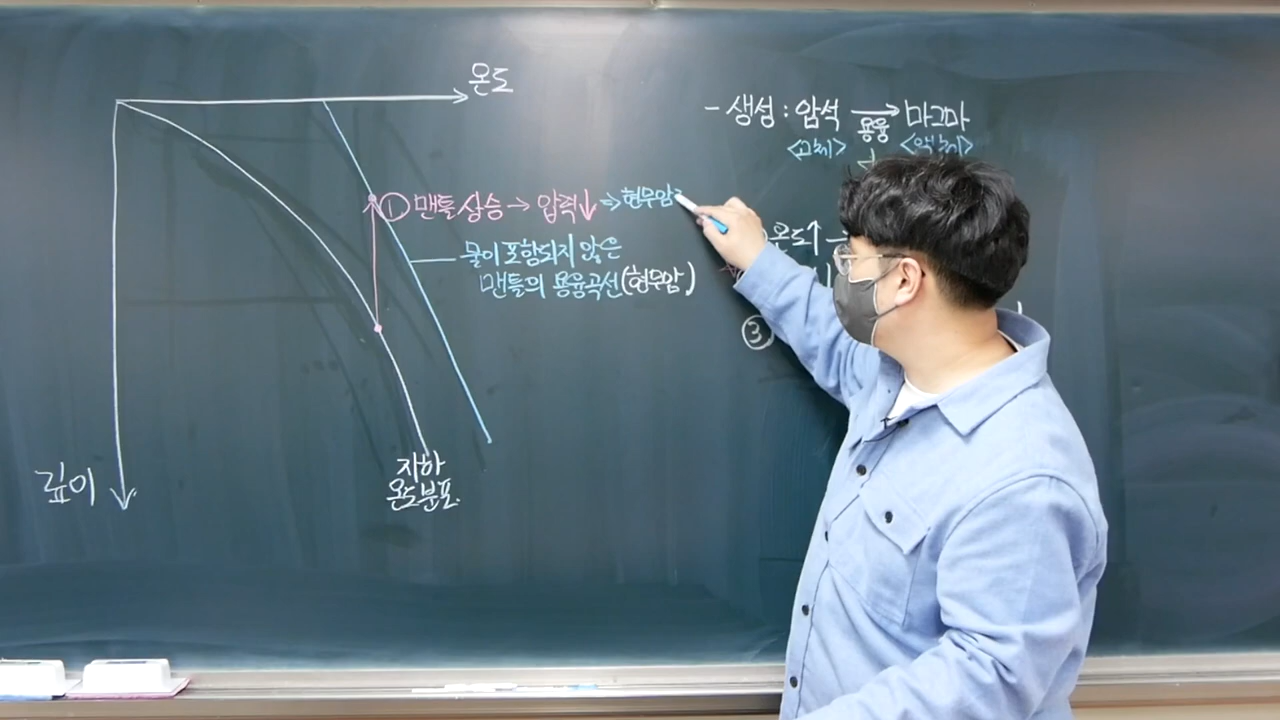 온도
- 생성 : 암석 → 마그마
용융
<고체> <액체>
① 맨틀 상승 → 압력↓ ⇒ 현무암
온도↑
물이 포함되지 않은
맨틀의 용융곡선(현무암)
③
지하
온도분포.
깊이